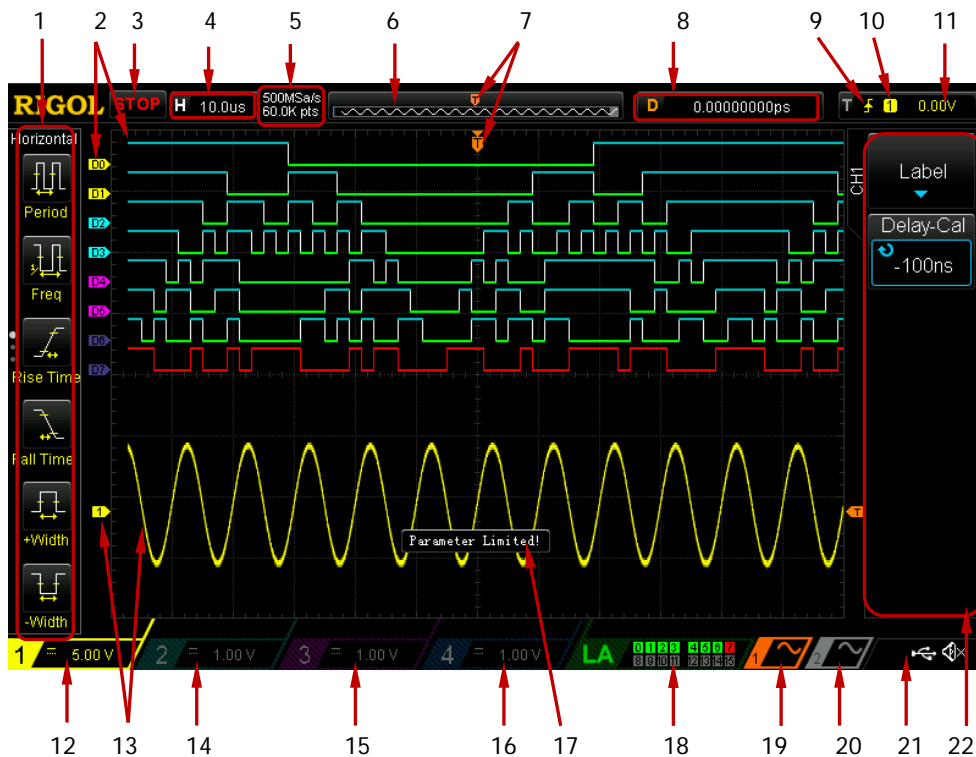 1 2 3 4 5 6 7 8 9 10 11
RIGOL STOP H 10.0us 500MSa/s D 0.00000000ps T 1 0.00V
60.0K pts
T
Horizontal
T
D0
CH1
Label
D1
Period
D2
Delay-Cal
D3
-100ns
D4
Freq
D5
D6
D7
Rise Time
Fall Time
1
T
+Width
Parameter Limited!
-Width
1 5.00 V 2 1.00 V 3 1.00 V 4 1.00 V LA 0 1 2 3 4 5 6 7 1 2
8 9 10 11 12 13 14 15
12 13 14 15 16 17 18 19 20 21 22